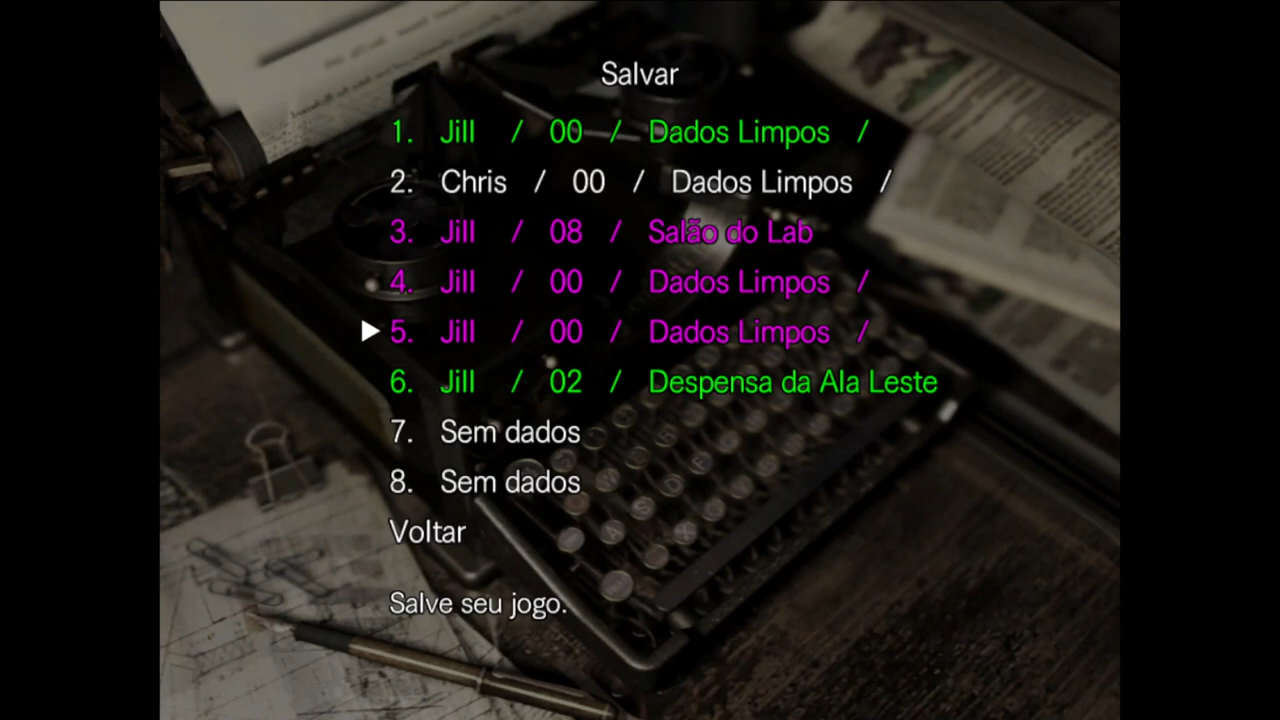 Salvar
1. Jill / 00 / Dados Limpos /
2. Chris / 00 / Dados Limpos /
3. Jill / 08 / Salão do Lab
4. Jill / 00 / Dados Limpos /
5. Jill / 00 / Dados Limpos /
6. Jill / 02 / Despensa da Ala Leste
7. Sem dados
8. Sem dados
Voltar
Salve seu jogo.